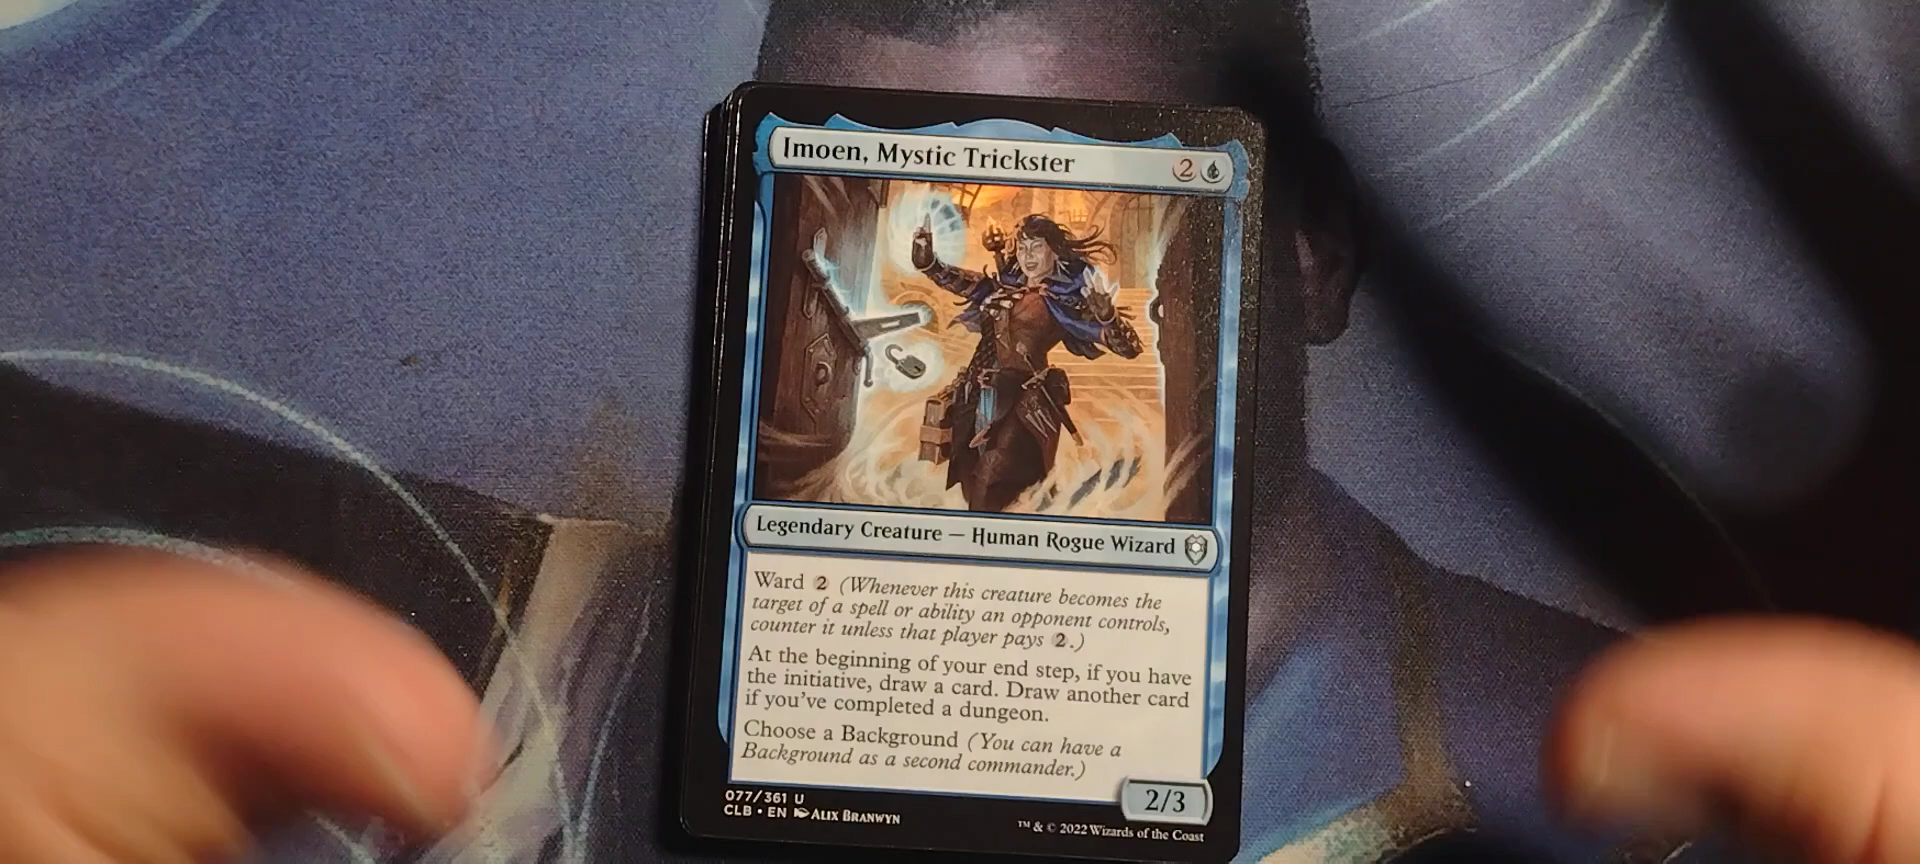 Imoen, Mystic Trickster 2
Legendary Creature — Human Rogue Wizard
Ward 2 (Whenever this creature becomes the
target of a spell or ability an opponent controls,
counter it unless that player pays 2.)
At the beginning of your end step, if you have
the initiative, draw a card. Draw another card
if you've completed a dungeon.
Choose a Background (You can have a
Background as a second commander.)
2/3
077/361 U
CLB • EN Alix Branwyn
™ & © 2022 Wizards of the Coast